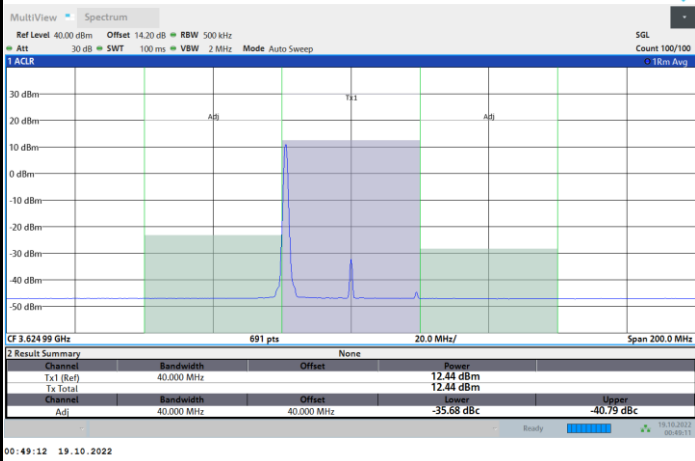 MultiView Spectrum
Ref Level 40.00 dBm Offset 14.20 dB RBW 500 kHz SGL
Att 30 dB SWT 100 ms VBW 2 MHz Mode Auto Sweep Count 100/100
1 ACLR 1Rm Avg
30 dBm
Tx1
20 dBm
Adj Adj
10 dBm
0 dBm
-10 dBm
-20 dBm
-30 dBm
-40 dBm
-50 dBm
CF 3.624 99 GHz 691 pts 20.0 MHz/ Span 200.0 MHz
2 Result Summary None
Channel Bandwidth Offset Power
Tx1 (Ref) 40.000 MHz 12.44 dBm
Tx Total 12.44 dBm
Channel Bandwidth Offset Lower Upper
Adj 40.000 MHz 40.000 MHz -35.68 dBc -40.79 dBc
Ready 19.10.2022
00:49:11
00:49:12 19.10.2022